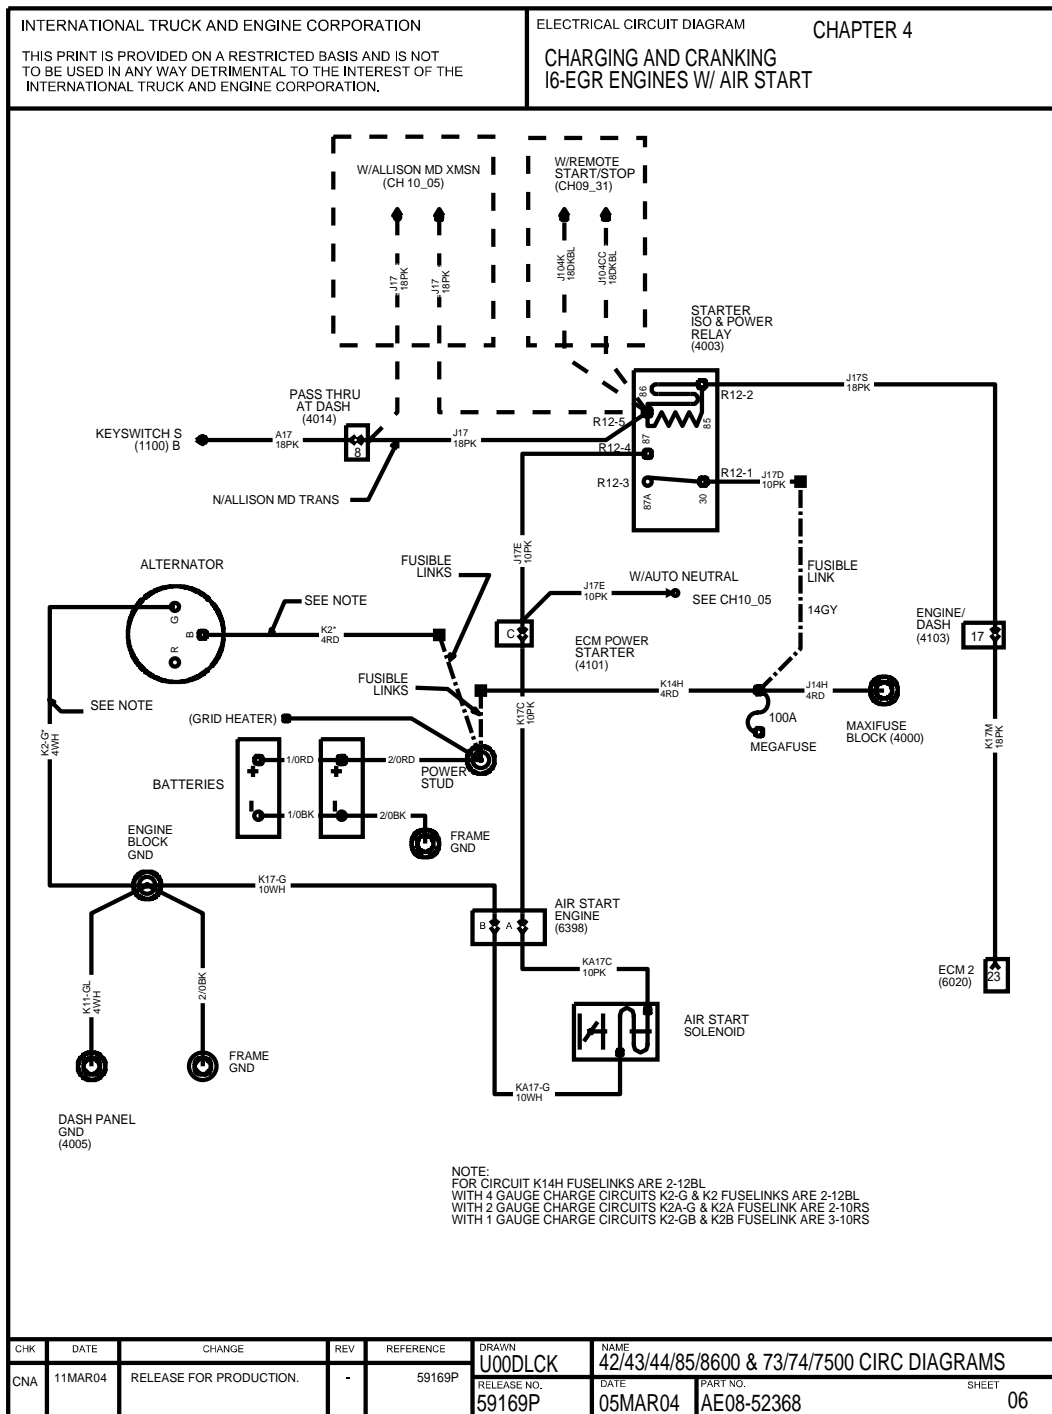 INTERNATIONAL TRUCK AND ENGINE CORPORATION
THIS PRINT IS PROVIDED ON A RESTRICTED BASIS AND IS NOT
TO BE USED IN ANY WAY DETRIMENTAL TO THE INTEREST OF THE
INTERNATIONAL TRUCK AND ENGINE CORPORATION.
ELECTRICAL CIRCUIT DIAGRAM
CHAPTER 4
CHARGING AND CRANKING
I6-EGR ENGINES W/ AIR START
W/ALLISON MD XMSN
(CH 10_05)
W/REMOTE
START/STOP
(CH09_31)
J17
18PK
J17
18PK
J104K
18DKBL
J104CC
18DKBL
STARTER
ISO & POWER
RELAY
(4003)
86
R12-2
J17S
18PK
PASS THRU
AT DASH
(4014)
R12-5
85
KEYSWITCH S
(1100) B
A17
18PK
8
J17
18PK
87
R12-4
R12-3
87A
30
R12-1
J17D
10PK
N/ALLISON MD TRANS
J17E
10PK
ALTERNATOR
FUSIBLE
LINKS
W/AUTO NEUTRAL
SEE CH10_05
J17E
10PK
FUSIBLE
LINK
14GY
SEE NOTE
G
B
R
K2*
4RD
C
ECM POWER
STARTER
(4101)
ENGINE/
DASH
(4103)
17
FUSIBLE
LINKS
SEE NOTE
K14H
4RD
J14H
4RD
K17C
10PK
(GRID HEATER)
100A
MEGAFUSE
MAXIFUSE
BLOCK (4000)
K2-G*
4WH
K17M
18PK
BATTERIES
1/0RD
2/0RD
POWER
STUD
1/0BK
2/0BK
FRAME
GND
ENGINE
BLOCK
GND
K17-G
10WH
AIR START
ENGINE
(6398)
B
A
KA17C
10PK
ECM 2
(6020)
23
K11-GL
4WH
2/0BK
AIR START
SOLENOID
FRAME
GND
KA17-G
10WH
DASH PANEL
GND
(4005)
NOTE:
FOR CIRCUIT K14H FUSELINKS ARE 2-12BL
WITH 4 GAUGE CHARGE CIRCUITS K2-G & K2 FUSELINKS ARE 2-12BL
WITH 2 GAUGE CHARGE CIRCUITS K2A-G & K2A FUSELINK ARE 2-10RS
WITH 1 GAUGE CHARGE CIRCUITS K2-GB & K2B FUSELINK ARE 3-10RS
CHK DATE CHANGE REV REFERENCE
CNA 11MAR04 RELEASE FOR PRODUCTION. - 59169P
DRAWN
U00DLCK
NAME
42/43/44/85/8600 & 73/74/7500 CIRC DIAGRAMS
RELEASE NO.
59169P
DATE
05MAR04
PART NO.
AE08-52368
SHEET
06